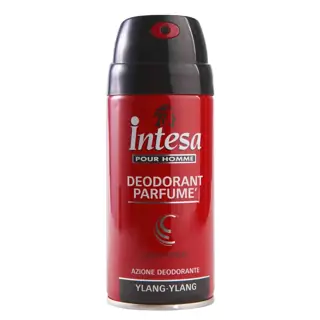 intesa
POUR HOMME
DEODORANT
PARFUME'
AZIONE DEODORANTE
YLANG-YLANG